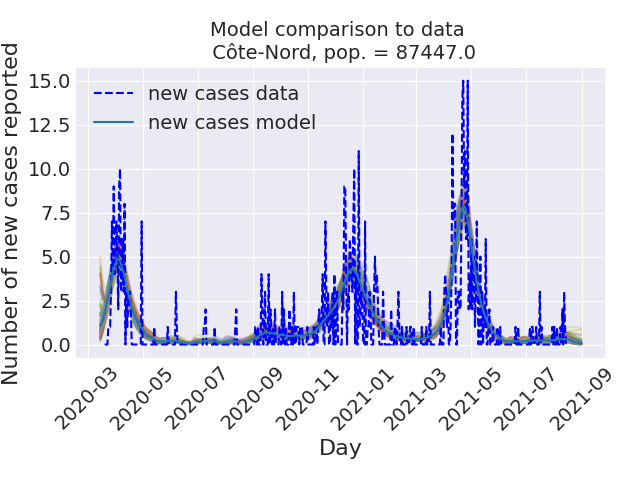 Model comparison to data
Côte-Nord, pop. = 87447.0
Number of new cases reported
15.0
12.5
10.0
7.5
5.0
2.5
0.0
new cases data
new cases model
2020-03
2020-05
2020-07
2020-09
2020-11
2021-01
2021-03
2021-05
2021-07
2021-09
Day